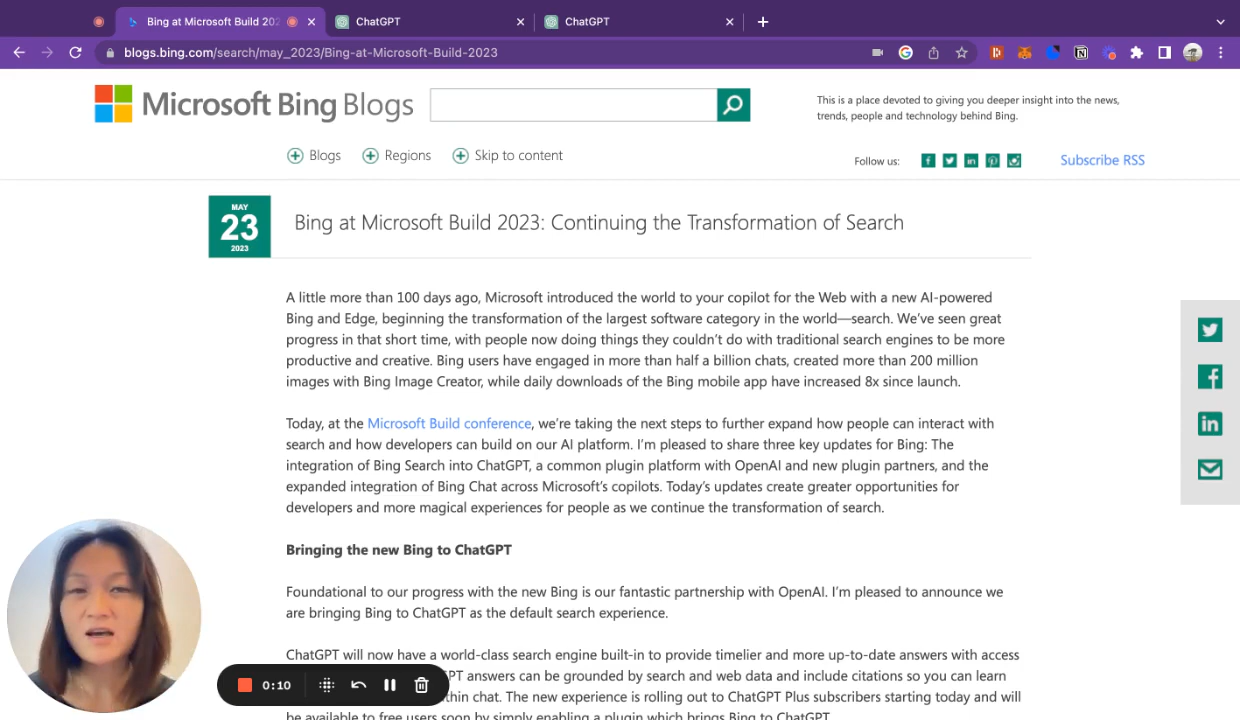 Bing at Microsoft Build 202
ChatGPT
ChatGPT
blogs.bing.com/search/may_2023/Bing-at-Microsoft-Build-2023
Microsoft Bing Blogs
This is a place devoted to giving you deeper insight into the news,
trends, people and technology behind Bing.
Blogs
Regions
Skip to content
Follow us:
Subscribe RSS
MAY
23
2023
Bing at Microsoft Build 2023: Continuing the Transformation of Search
A little more than 100 days ago, Microsoft introduced the world to your copilot for the Web with a new AI-powered
Bing and Edge, beginning the transformation of the largest software category in the world—search. We’ve seen great
progress in that short time, with people now doing things they couldn’t do with traditional search engines to be more
productive and creative. Bing users have engaged in more than half a billion chats, created more than 200 million
images with Bing Image Creator, while daily downloads of the Bing mobile app have increased 8x since launch.
Today, at the Microsoft Build conference, we’re taking the next steps to further expand how people can interact with
search and how developers can build on our AI platform. I’m pleased to share three key updates for Bing: The
integration of Bing Search into ChatGPT, a common plugin platform with OpenAI and new plugin partners, and the
expanded integration of Bing Chat across Microsoft’s copilots. Today’s updates create greater opportunities for
developers and more magical experiences for people as we continue the transformation of search.
Bringing the new Bing to ChatGPT
Foundational to our progress with the new Bing is our fantastic partnership with OpenAI. I’m pleased to announce we
are bringing Bing to ChatGPT as the default search experience.
ChatGPT will now have a world-class search engine built-in to provide timelier and more up-to-date answers with access
PT answers can be grounded by search and web data and include citations so you can learn
thin chat. The new experience is rolling out to ChatGPT Plus subscribers starting today and will
be available to free users soon by simply enabling a plugin which brings Bing to ChatGPT.
0:10